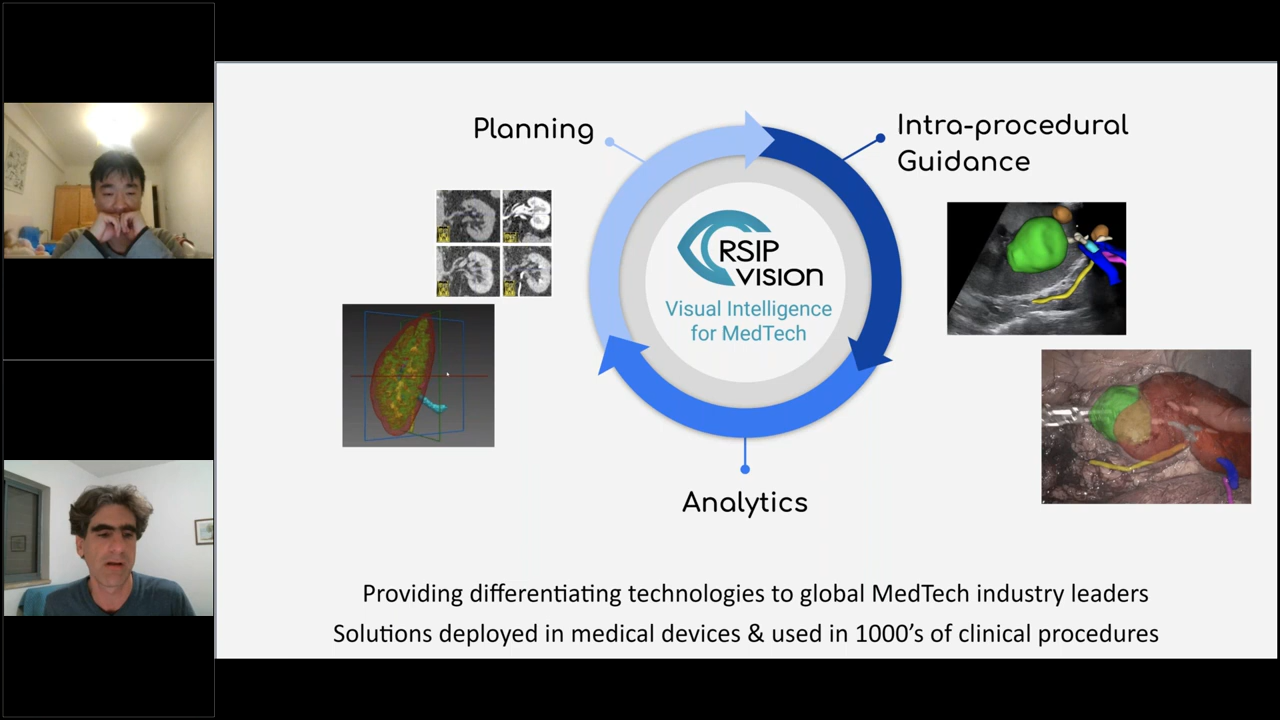 Planning
Intra-procedural
Guidance
RSIP
VISION
Visual Intelligence
for MedTech
Analytics
Providing differentiating technologies to global MedTech industry leaders
Solutions deployed in medical devices & used in 1000’s of clinical procedures